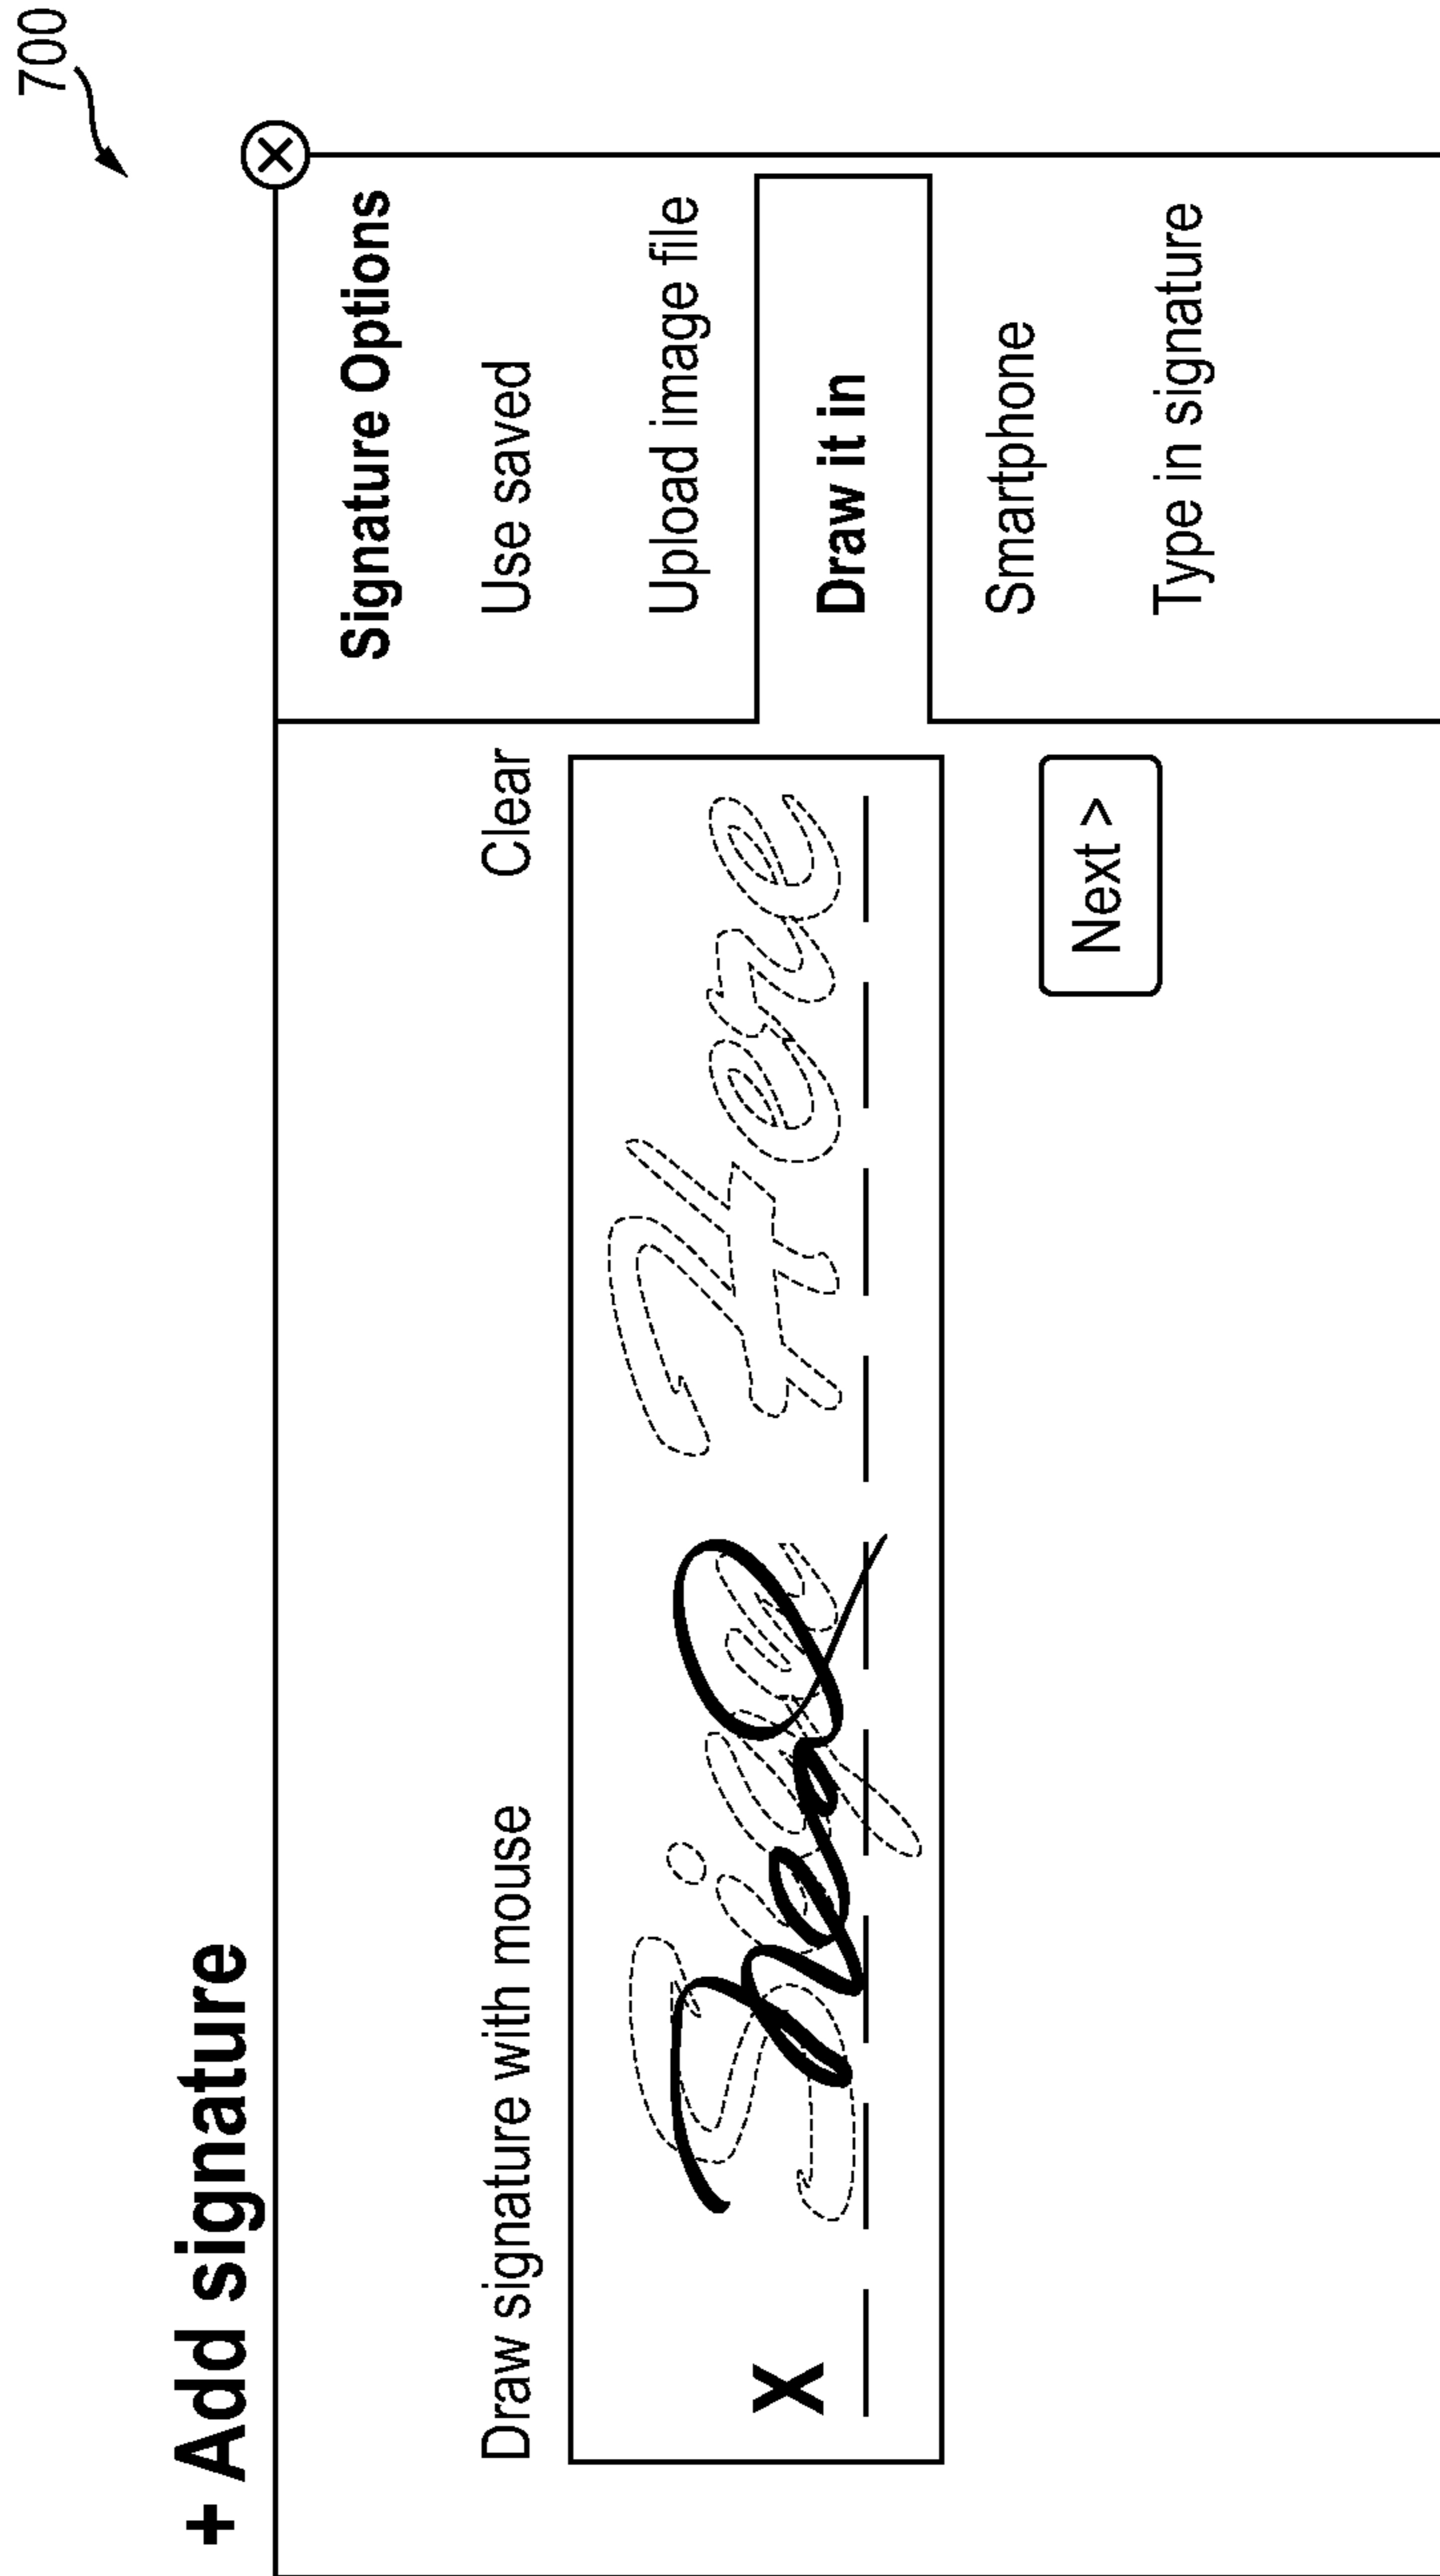 700
+ Add signature
Signature Options
Use saved
Upload image file
Draw it in
Smartphone
Type in signature
Draw signature with mouse
Clear
X Sign Here
Next >